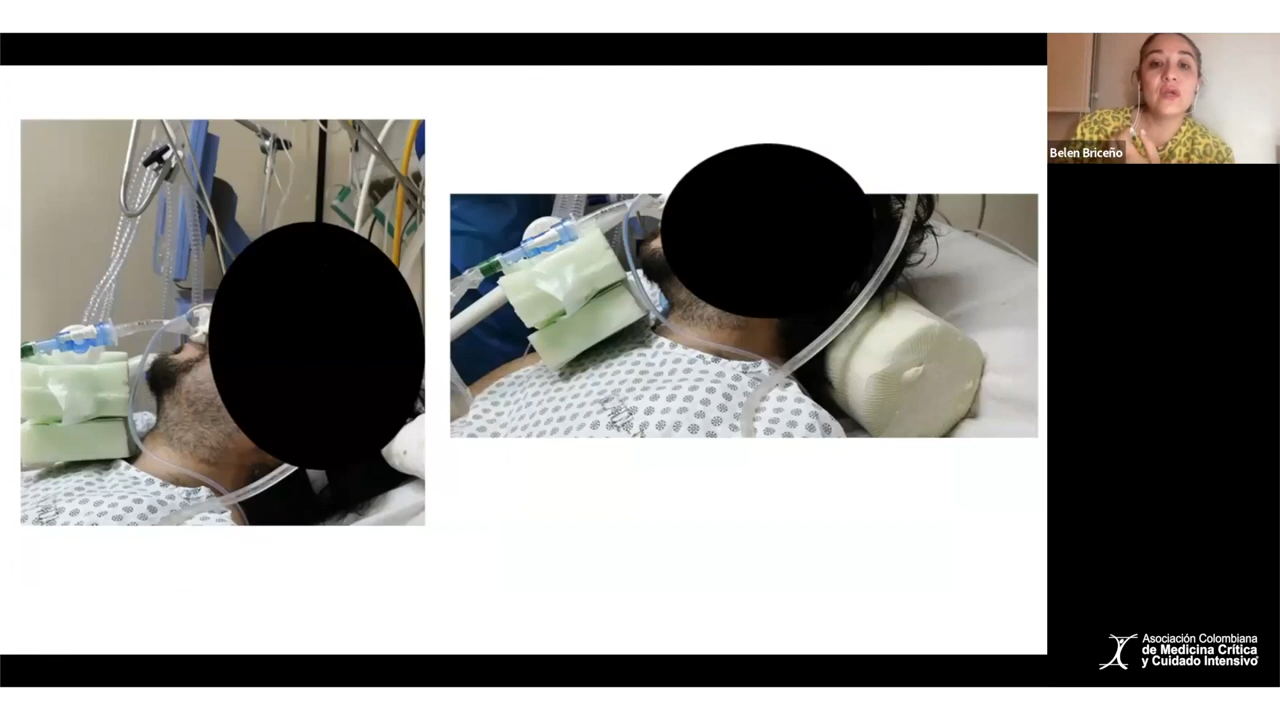 Belen Briceño
Asociación Colombiana
de Medicina Crítica
y Cuidado Intensivo